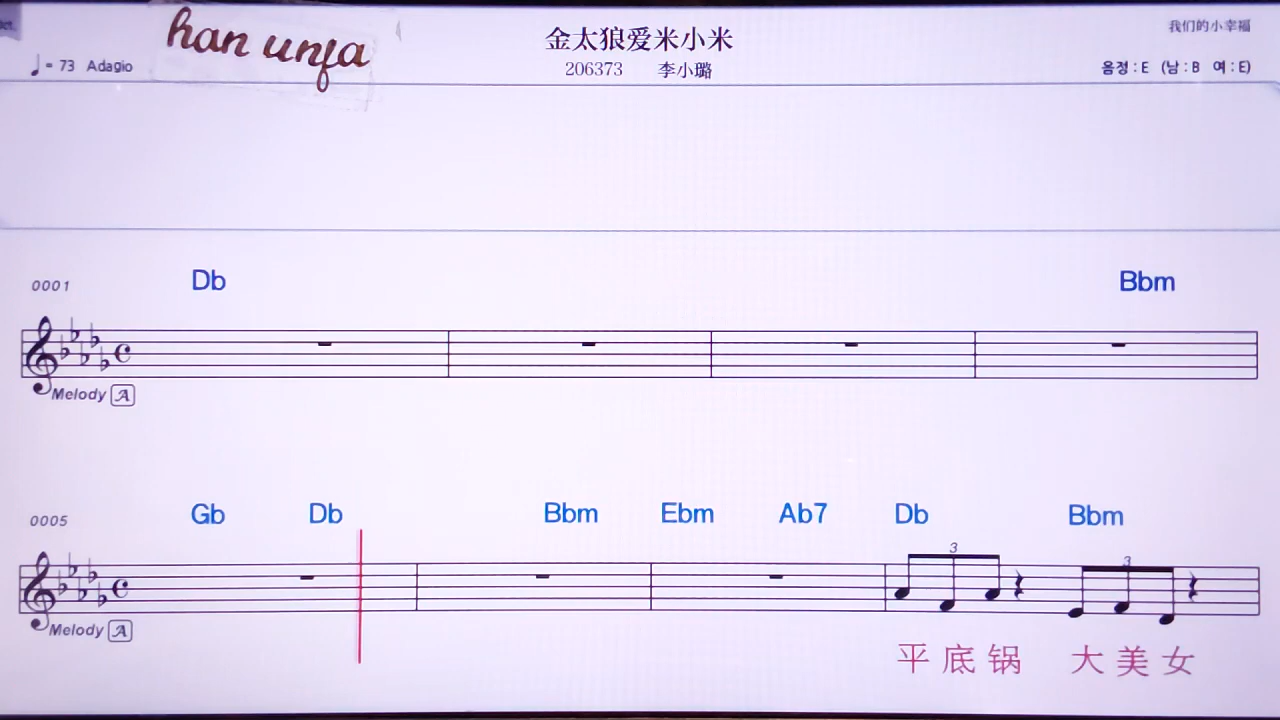 han unfa
金太狼爱米小米
我们的小幸福
♩= 73 Adagio
206373 李小璐
음정 : E (남 : B 여 : E)
0001 Db Bbm
Melody A
0005 Gb Db Bbm Ebm Ab7 Db Bbm
3 3
Melody A
平底锅 大美女